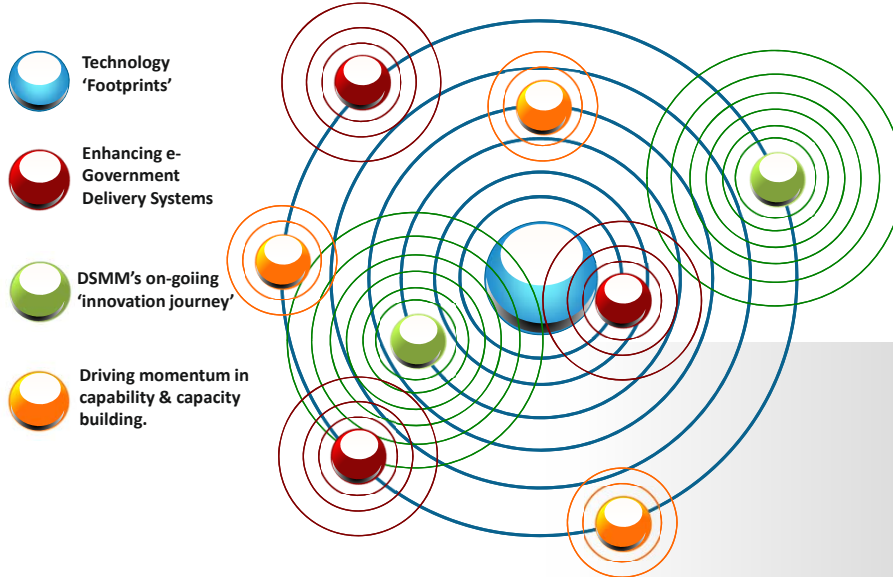 Technology
‘Footprints’
Enhancing e-
Government
Delivery Systems
DSMM’s on-goiing
‘innovation journey’
Driving momentum in
capability & capacity
building.